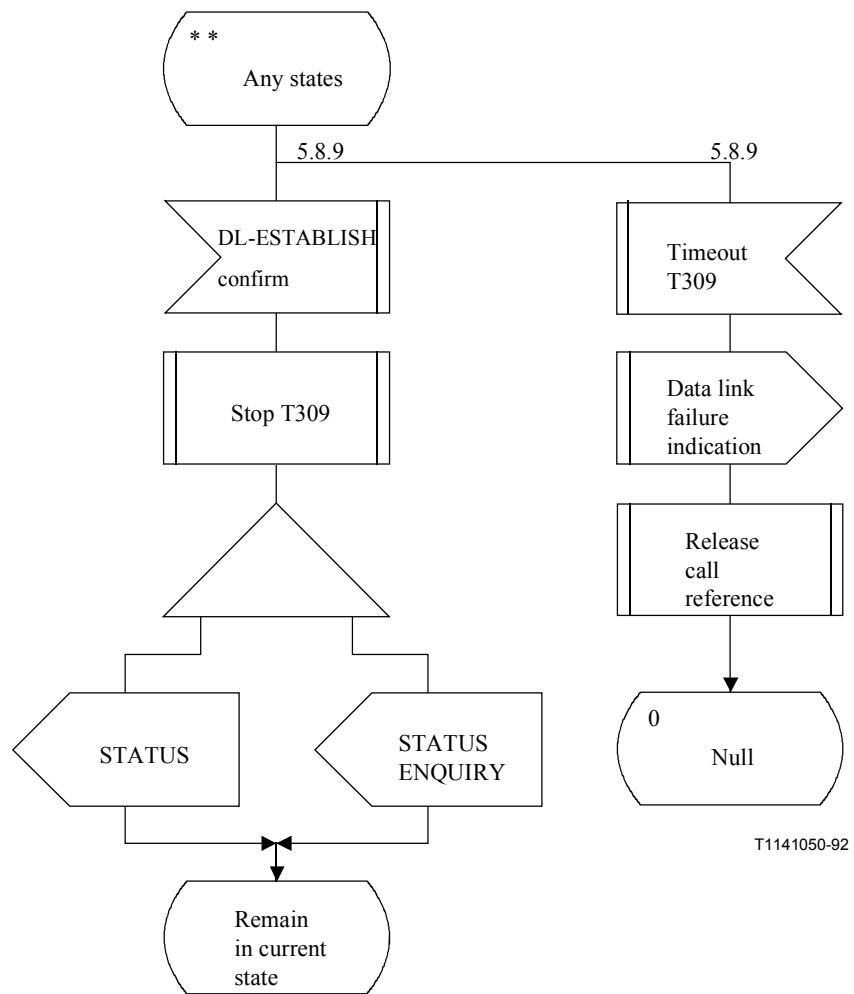 * *
Any states
5.8.9
5.8.9
DL-ESTABLISH
confirm
Timeout
T309
Stop T309
Data link
failure
indication
Release
call
reference
STATUS
STATUS
ENQUIRY
0
Null
T1141050-92
Remain
in current
state